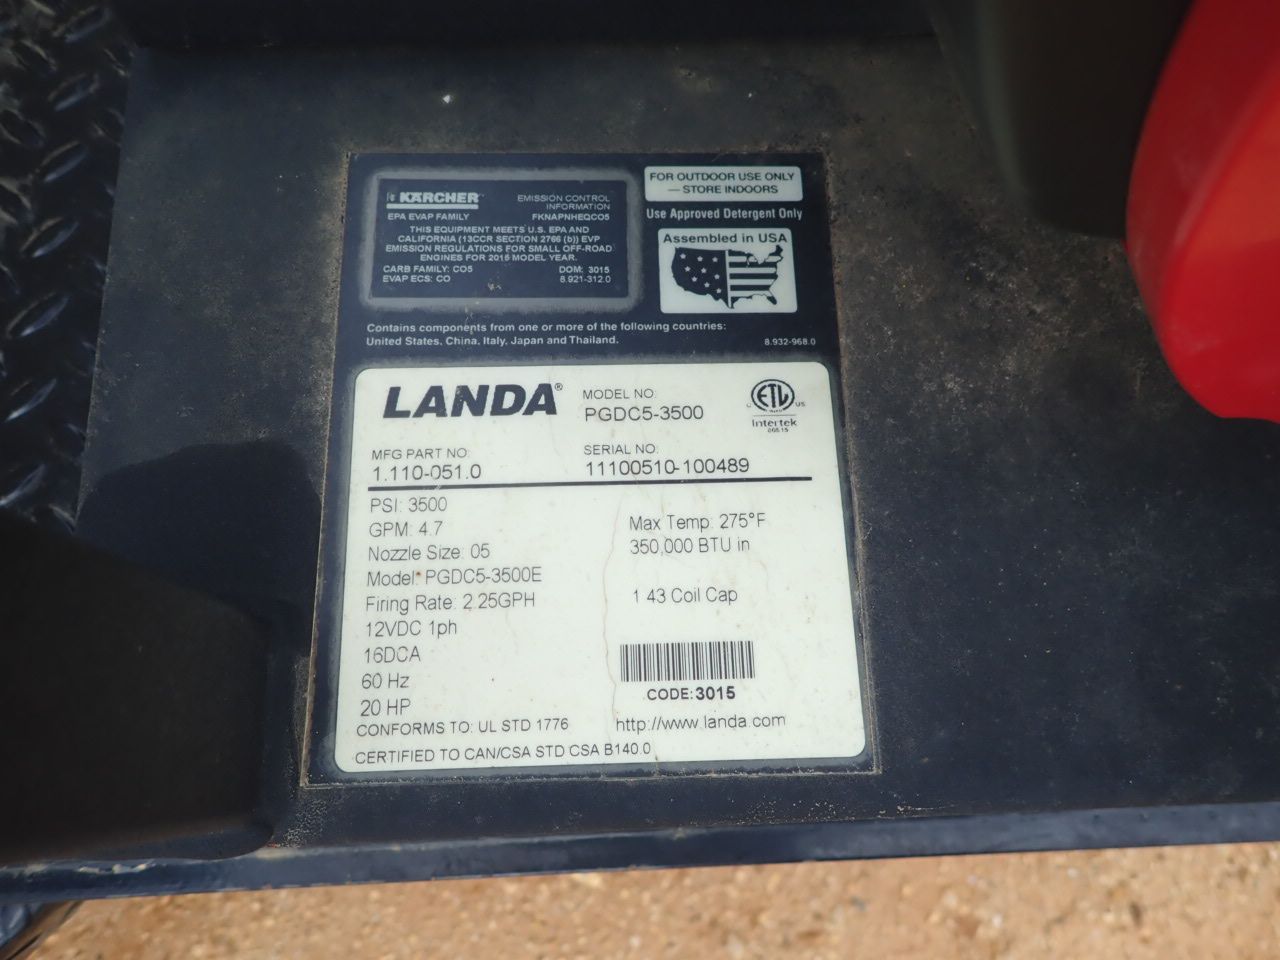 KÄRCHER
EMISSION CONTROL
INFORMATION
EPA EVAP FAMILY FKNAPNHEQC05
THIS EQUIPMENT MEETS U.S. EPA AND
CALIFORNIA (13CCR SECTION 2766 (b)) EVP
EMISSION REGULATIONS FOR SMALL OFF-ROAD
ENGINES FOR 2015 MODEL YEAR.
CARB FAMILY: CO5 DOM: 3015
EVAP ECS: CO 8.921-312.0
FOR OUTDOOR USE ONLY
— STORE INDOORS
Use Approved Detergent Only
Assembled in USA
Contains components from one or more of the following countries:
United States, China, Italy, Japan and Thailand.
8.932-968.0
LANDA®
MODEL NO:
PGDC5-3500
C ETL US
Intertek
MFG PART NO:
1.110-051.0
SERIAL NO:
11100510-100489
PSI: 3500
GPM: 4.7
Nozzle Size: 05
Model: PGDC5-3500E
Firing Rate: 2.25GPH
12VDC 1ph
16DCA
60 Hz
20 HP
Max Temp: 275°F
350,000 BTU in
1.43 Coil Cap
CODE:3015
CONFORMS TO: UL STD 1776
http://www.landa.com
CERTIFIED TO CAN/CSA STD CSA B140.0